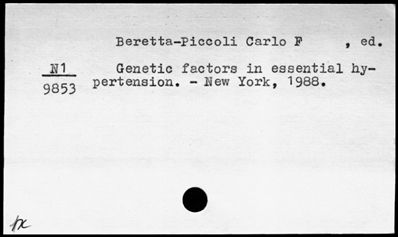 Beretta-Piccoli Carlo F , ed.
N1 Genetic factors in essential hy-
9853 pertension. - New York, 1988.